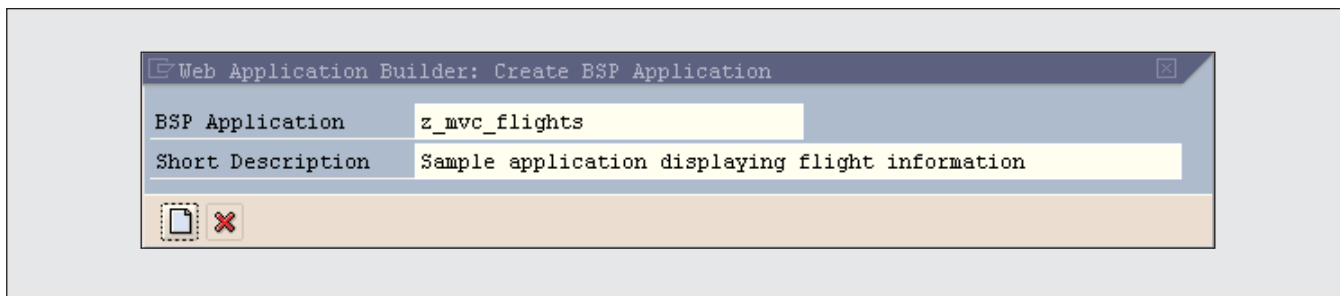 Web Application Builder: Create BSP Application
BSP Application z_mvc_flights
Short Description Sample application displaying flight information